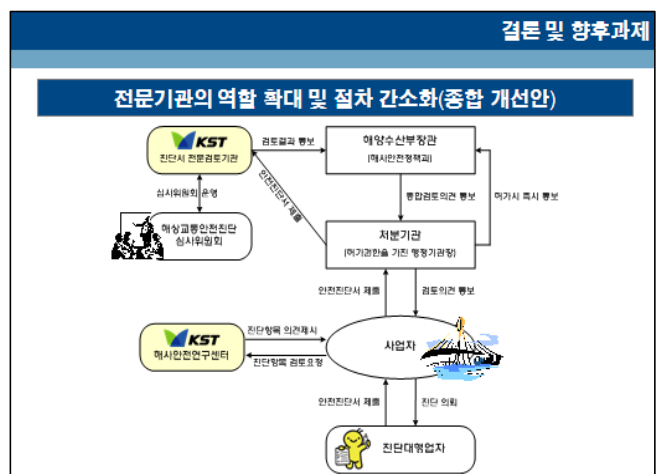 결론 및 향후과제
전문기관의 역할 확대 및 절차 간소화(종합 개선안)
KST
진단서 전문검토기관
검토결과 통보
해양수산부장관
(해사안전정책과)
심사위원회 운영
안전진단서 제출
종합검토의견 통보
허가시 즉시 통보
해상교통안전진단
심사위원회
처분기관
(허가권한을 가진 행정기관장)
안전진단서 제출
검토의견 통보
KST
해사안전연구센터
진단항목 의견제시
진단항목 검토요청
사업자
안전진단서 제출
진단 의뢰
진단대행업자